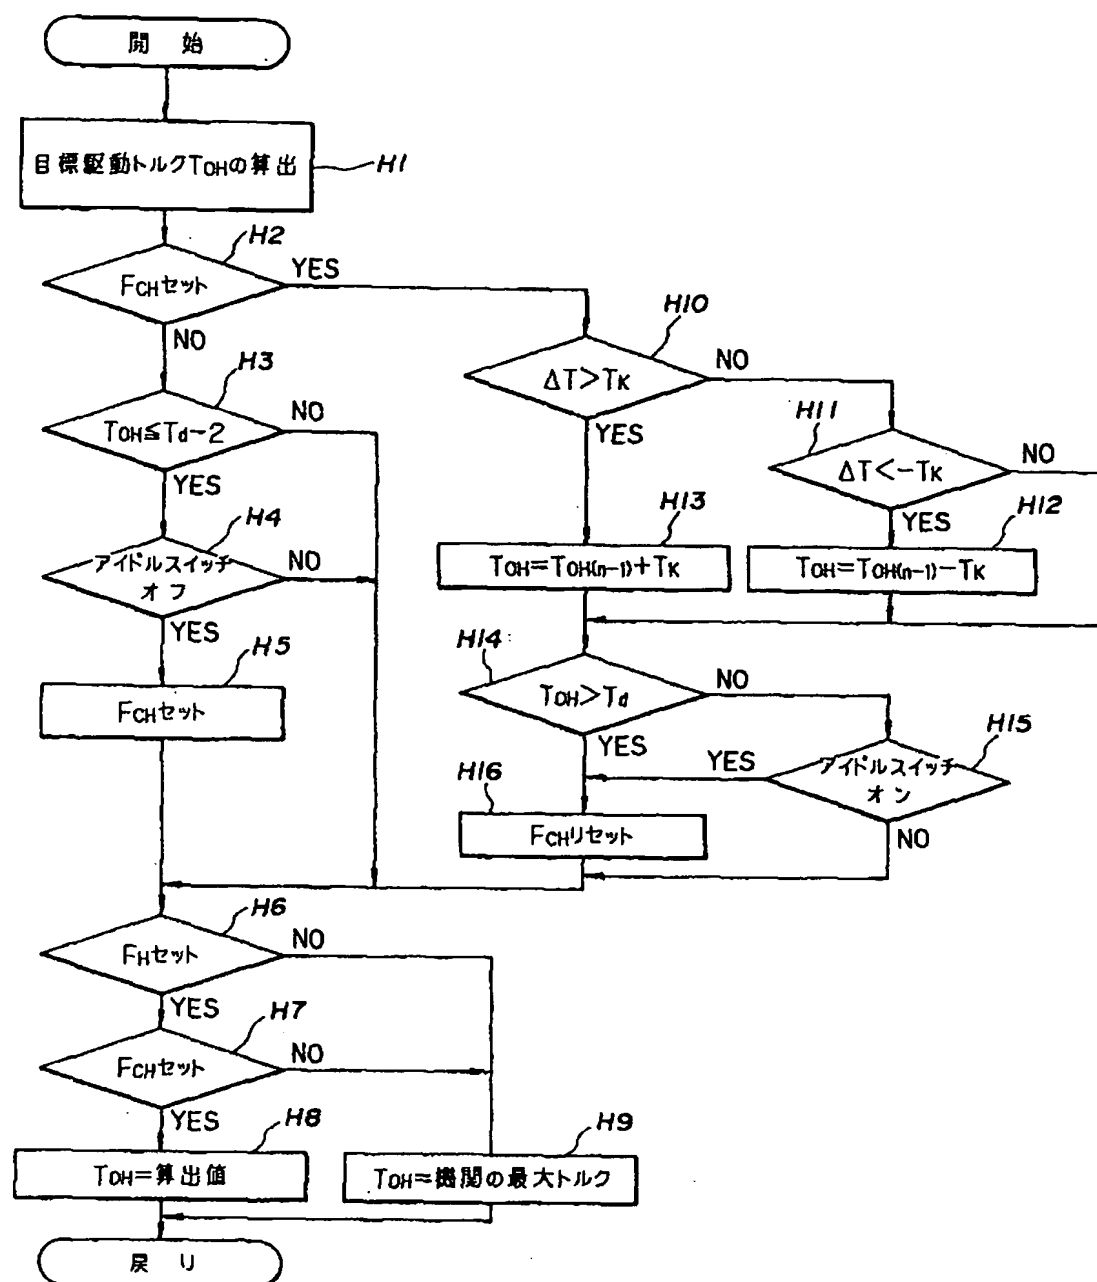 開始
目標駆動トルクTOHの算出
H1
H2
FCHセット
YES
NO
H3
TOH≦Td-2
NO
YES
H4
アイドルスイッチ
オフ
NO
YES
H5
FCHセット
H10
ΔT>TK
NO
YES
H11
ΔT<-TK
NO
YES
H13
TOH=TOH(n-1)+TK
H12
TOH=TOH(n-1)-TK
H14
TOH>Td
NO
YES
H15
アイドルスイッチ
オン
YES
NO
H16
FCHリセット
H6
FHセット
NO
YES
H7
FCHセット
NO
YES
H8
TOH=算出値
H9
TOH=機関の最大トルク
戻り